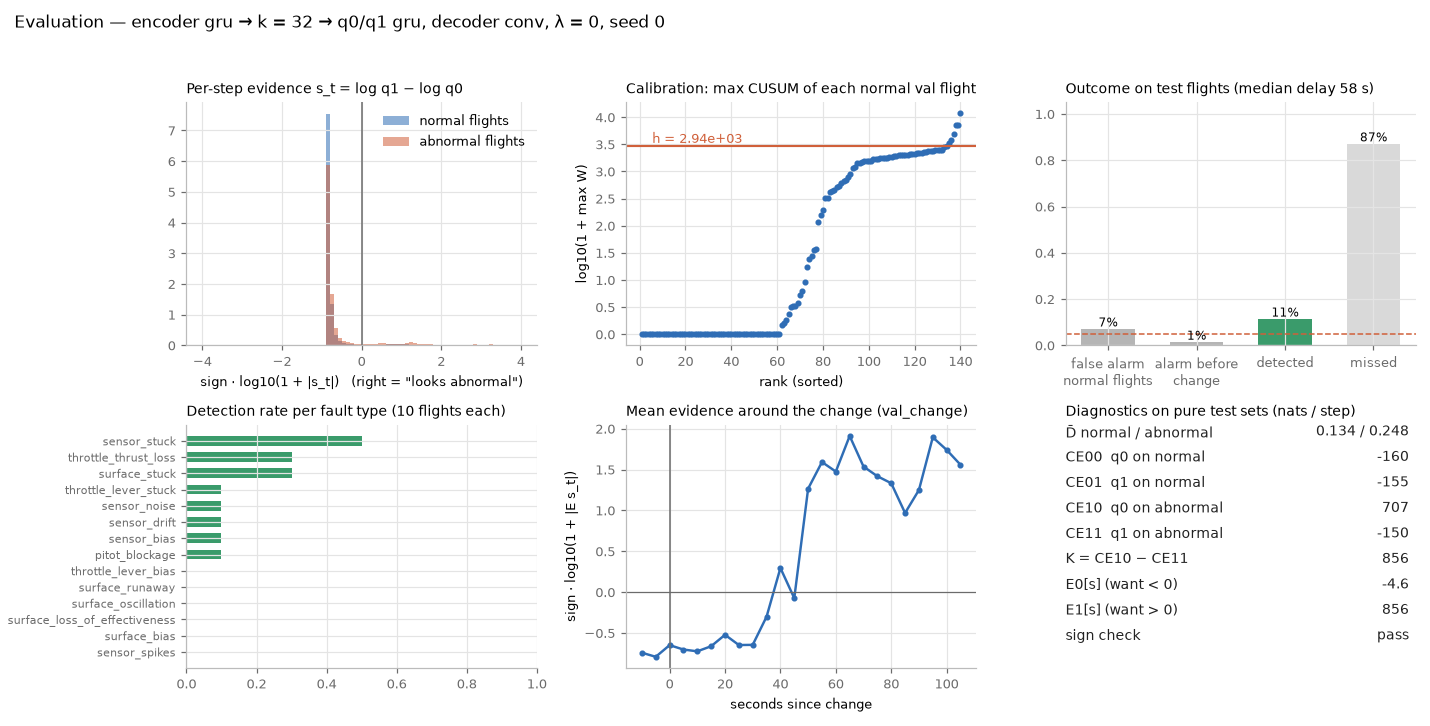 Evaluation — encoder gru → k = 32 → q0/q1 gru, decoder conv, λ = 0, seed 0
Per-step evidence s_t = log q1 − log q0
normal flights
abnormal flights
7
6
5
4
3
2
1
0
−4
−2
0
2
4
sign · log10(1 + |s_t|)   (right = "looks abnormal")
Calibration: max CUSUM of each normal val flight
h = 2.94e+03
log10(1 + max W)
4.0
3.5
3.0
2.5
2.0
1.5
1.0
0.5
0.0
0
20
40
60
80
100
120
140
rank (sorted)
Outcome on test flights (median delay 58 s)
1.0
0.8
0.6
0.4
0.2
0.0
7%
1%
11%
87%
false alarm
normal flights
alarm before
change
detected
missed
Detection rate per fault type (10 flights each)
sensor_stuck
throttle_thrust_loss
surface_stuck
throttle_lever_stuck
sensor_noise
sensor_drift
sensor_bias
pitot_blockage
throttle_lever_bias
surface_runaway
surface_oscillation
surface_loss_of_effectiveness
surface_bias
sensor_spikes
0.0
0.2
0.4
0.6
0.8
1.0
Mean evidence around the change (val_change)
sign · log10(1 + |E s_t|)
2.0
1.5
1.0
0.5
0.0
−0.5
0
20
40
60
80
100
seconds since change
Diagnostics on pure test sets (nats / step)
D̄ normal / abnormal 0.134 / 0.248
CE00  q0 on normal -160
CE01  q1 on normal -155
CE10  q0 on abnormal 707
CE11  q1 on abnormal -150
K = CE10 − CE11 856
E0[s] (want < 0) -4.6
E1[s] (want > 0) 856
sign check pass